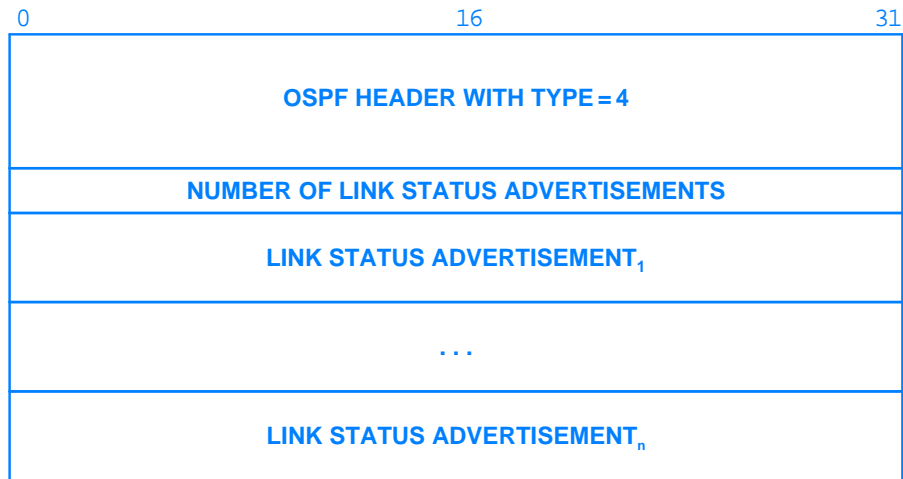 0 16 31
OSPF HEADER WITH TYPE = 4
NUMBER OF LINK STATUS ADVERTISEMENTS
LINK STATUS ADVERTISEMENT₁
. . .
LINK STATUS ADVERTISEMENTₙ